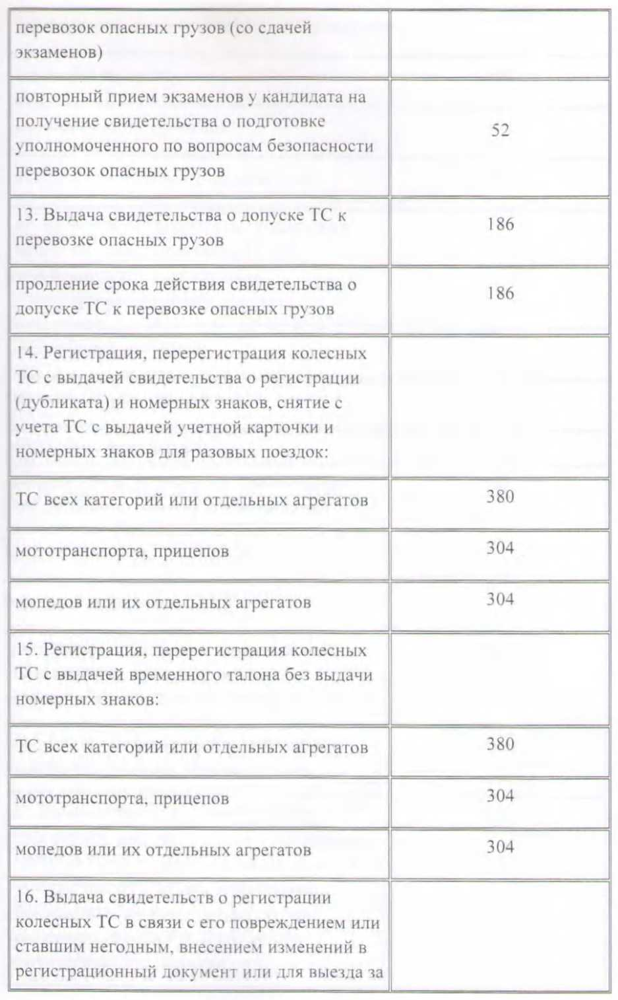 перевозок опасных грузов (со сдачей
экзаменов)
повторный прием экзаменов у кандидата на
получение свидетельства о подготовке
уполномоченного по вопросам безопасности
перевозок опасных грузов
52
13. Выдача свидетельства о допуске ТС к
перевозке опасных грузов
186
продление срока действия свидетельства о
допуске ТС к перевозке опасных грузов
186
14. Регистрация, перерегистрация колесных
ТС с выдачей свидетельства о регистрации
(дубликата) и номерных знаков, снятие с
учета ТС с выдачей учетной карточки и
номерных знаков для разовых поездок:
ТС всех категорий или отдельных агрегатов
380
мототранспорта, прицепов
304
мопедов или их отдельных агрегатов
304
15. Регистрация, перерегистрация колесных
ТС с выдачей временного талона без выдачи
номерных знаков:
ТС всех категорий или отдельных агрегатов
380
мототранспорта, прицепов
304
мопедов или их отдельных агрегатов
304
16. Выдача свидетельств о регистрации
колесных ТС в связи с его повреждением или
ставшим негодным, внесением изменений в
регистрационный документ или для выезда за